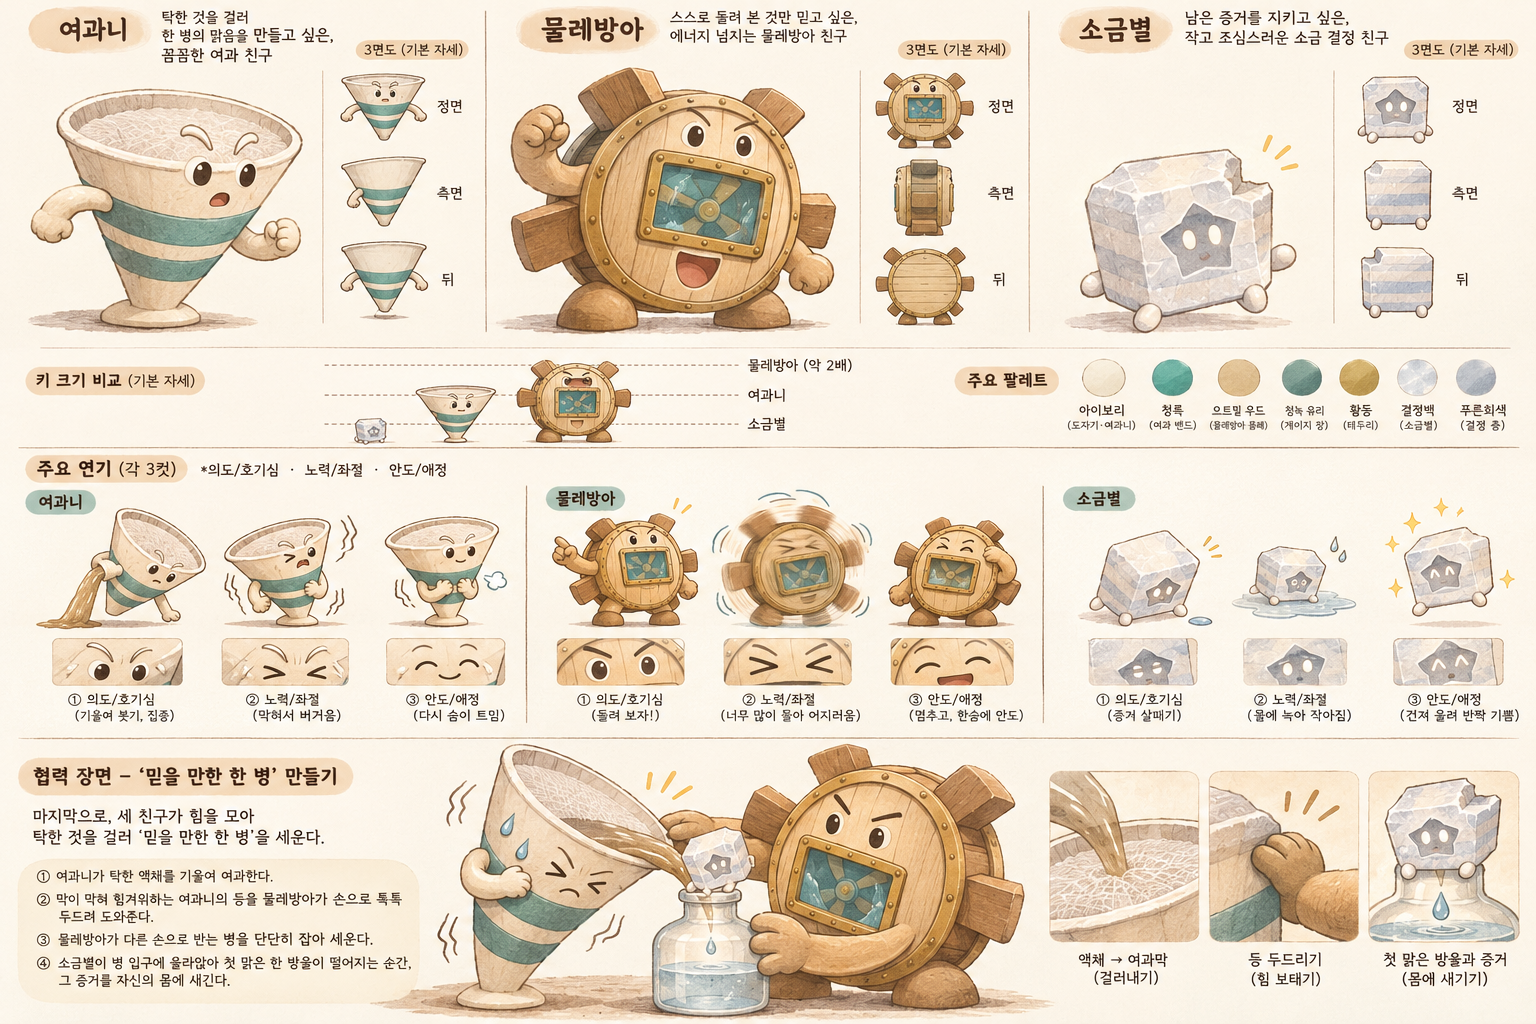 여과니
탁한 것을 걸러
한 병의 맑음을 만들고 싶은,
꼼꼼한 여과 친구
3면도 (기본 자세)
정면
측면
뒤
물레방아
스스로 돌려 본 것만 믿고 싶은,
에너지 넘치는 물레방아 친구
3면도 (기본 자세)
정면
측면
뒤
소금별
남은 증거를 지키고 싶은,
작고 조심스러운 소금 결정 친구
3면도 (기본 자세)
정면
측면
뒤
키 크기 비교 (기본 자세)
물레방아 (약 2배)
여과니
소금별
주요 팔레트
아이보리
(도자기·여과니)
청록
(여과 밴드)
으트밀 우드
청녹 유리
(게이지 창)
황동
(테두리)
결정백
(소금별)
푸른회색
(결정 층)
주요 연기 (각 3컷)
*의도/호기심 · 노력/좌절 · 안도/애정
여과니
① 의도/호기심
(기울여 붓기, 집중)
② 노력/좌절
(막혀서 버거움)
③ 안도/애정
(다시 숨이 트임)
물레방아
① 의도/호기심
(돌려 보자!)
② 노력/좌절
(너무 많이 돌아 어지러움)
③ 안도/애정
(멈추고, 한숨에 안도)
소금별
① 의도/호기심
(증거 살펴기)
② 노력/좌절
(물에 녹아 작아짐)
③ 안도/애정
(건져 올려 반짝 기쁨)
협력 장면 – ‘믿을 만한 한 병’ 만들기
마지막으로, 세 친구가 힘을 모아
탁한 것을 걸러 ‘믿을 만한 한 병’을 세운다.
① 여과니가 탁한 액채를 기울여 여과한다.
② 막이 막혀 힘겨워하는 여과니의 등을 물레방아가 손으로 톡톡
두드려 도와준다.
③ 물레방아가 다른 손으로 받는 병을 단단히 잡아 세운다.
④ 소금별이 병 입구에 올라앉아 첫 맑은 한 방울이 떨어지는 순간,
그 증거를 자신의 몸에 새긴다.
액채 → 여과막
(걸러내기)
등 두드리기
(힘 보태기)
첫 맑은 방울과 증거
(몸에 새기기)